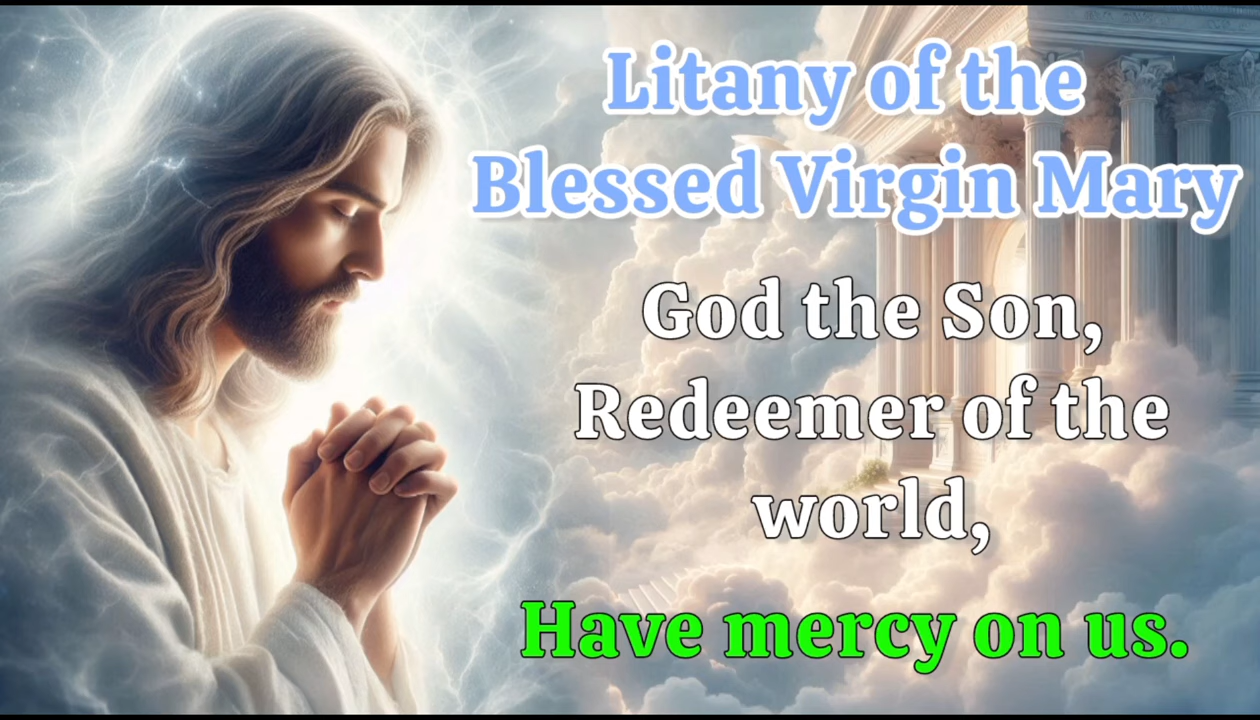 Litany of the
Blessed Virgin Mary
God the Son,
Redeemer of the
world,
Have mercy on us.